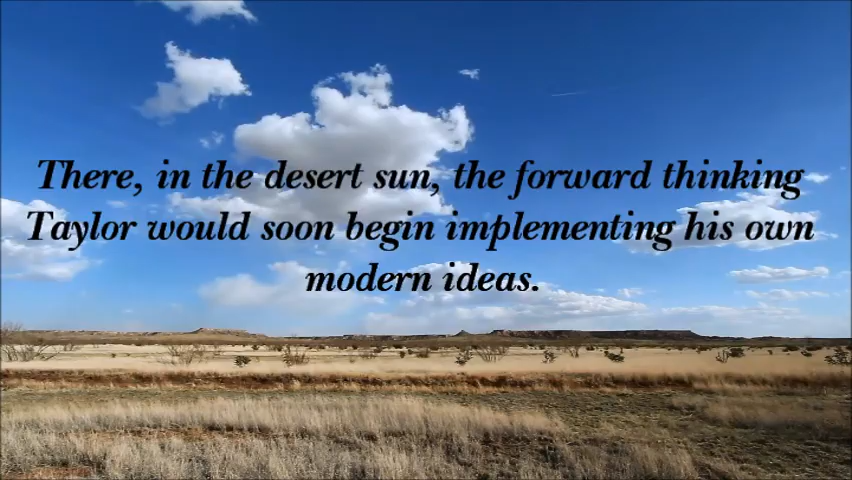 There, in the desert sun, the forward thinking
Taylor would soon begin implementing his own
modern ideas.